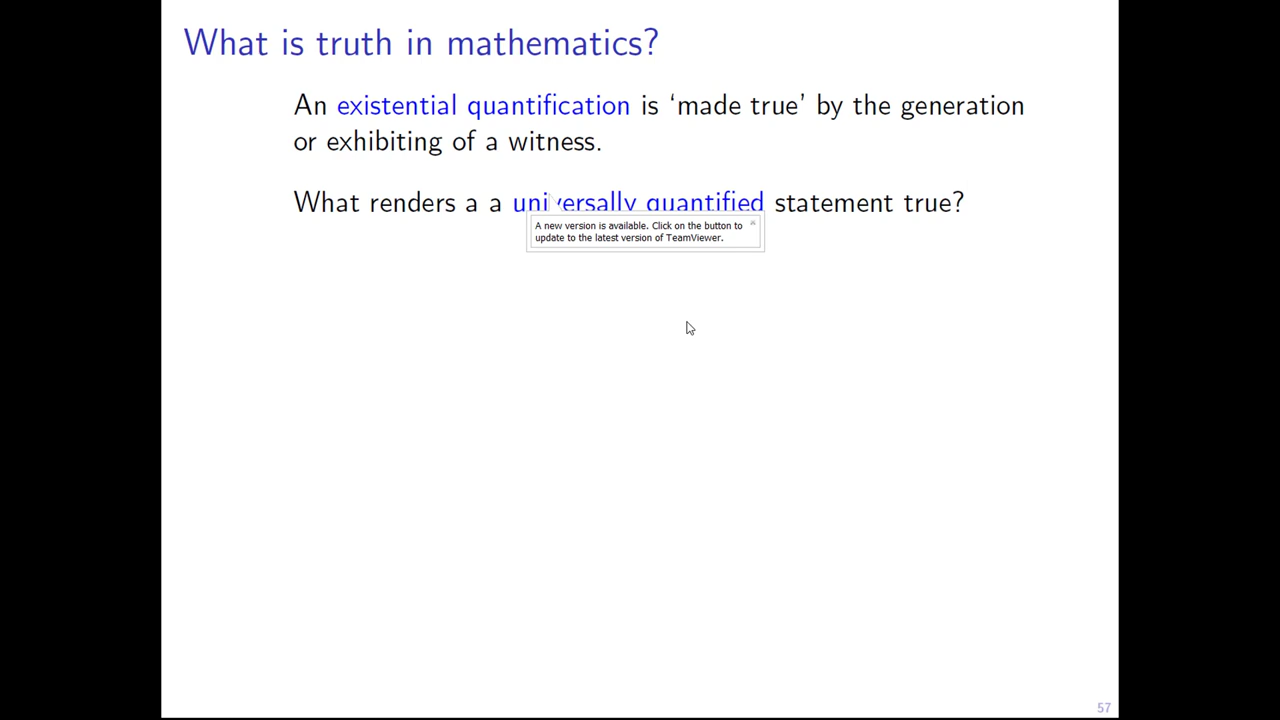 What is truth in mathematics?
An existential quantification is ‘made true’ by the generation
or exhibiting of a witness.
What renders a a universally quantified statement true?
A new version is available. Click on the button to
update to the latest version of TeamViewer.
57